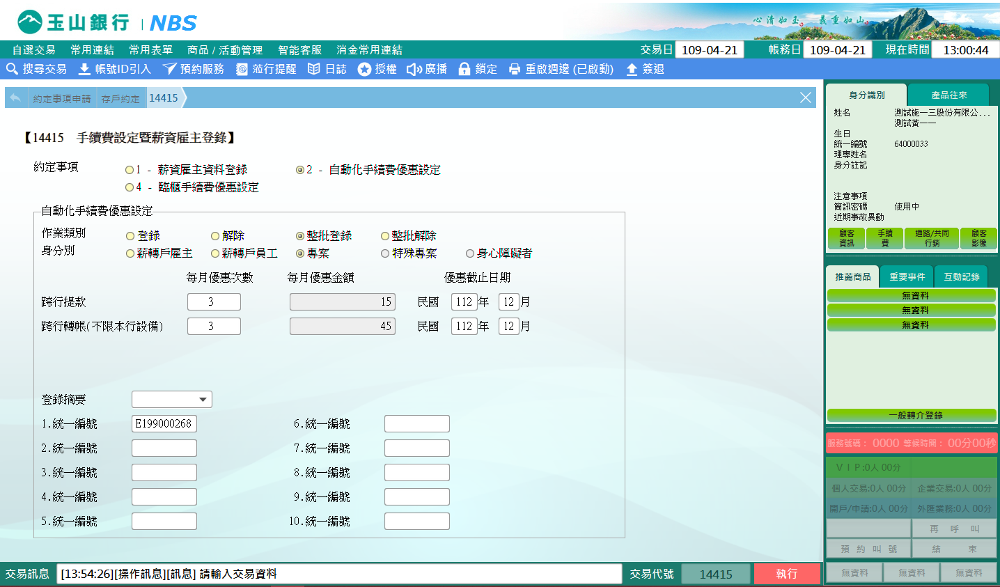 玉山銀行 | NBS
心清如玉。 義重如山。
自選交易 常用連結 常用表單 商品 / 活動管理 智能客服 消金常用連結 交易日 109-04-21 帳務日 109-04-21 現在時間 13:00:44
搜尋交易 帳號ID引入 預約服務 蒞行提醒 日誌 授權 廣播 鎖定 重啟週邊 (已啟動) 簽退
約定事項申請 存戶約定 14415
【14415 手續費設定暨薪資雇主登錄】
約定事項 1 - 薪資雇主資料登錄 2 - 自動化手續費優惠設定
4 - 臨櫃手續費優惠設定
自動化手續費優惠設定
作業類別 登錄 解除 整批登錄 整批解除
身分別 薪轉戶雇主 薪轉戶員工 專案 特殊專案 身心障礙者
每月優惠次數 每月優惠金額 優惠截止日期
跨行提款 3 15 民國 112 年 12 月
跨行轉帳(不限本行設備) 3 45 民國 112 年 12 月
登錄摘要
1.統一編號 E199000268 6.統一編號
2.統一編號 7.統一編號
3.統一編號 8.統一編號
4.統一編號 9.統一編號
5.統一編號 10.統一編號
交易訊息 [13:54:26][操作訊息][訊息] 請輸入交易資料 交易代號 14415 執行
身分識別 產品往來
姓名 測試施一三股份有限公...
測試黃一一
生日
統一編號 64000033
理專姓名
身分註記
注意事項
簡訊密碼 使用中
近期事故異動
顧客資訊 手續費 通路/共同行銷 顧客影像
推薦商品 重要事件 互動記錄
無資料
無資料
無資料
一般轉介登錄
服務號碼： 0000 等候時間： 00分00秒
ＶＩＰ:0人 00分
個人交易:0人 00分 企業交易:0人 00分
開戶/申請:0人 00分 外匯業務:0人 00分
再 呼 叫
預 約 叫 號 結 束
無資料 無資料 無資料